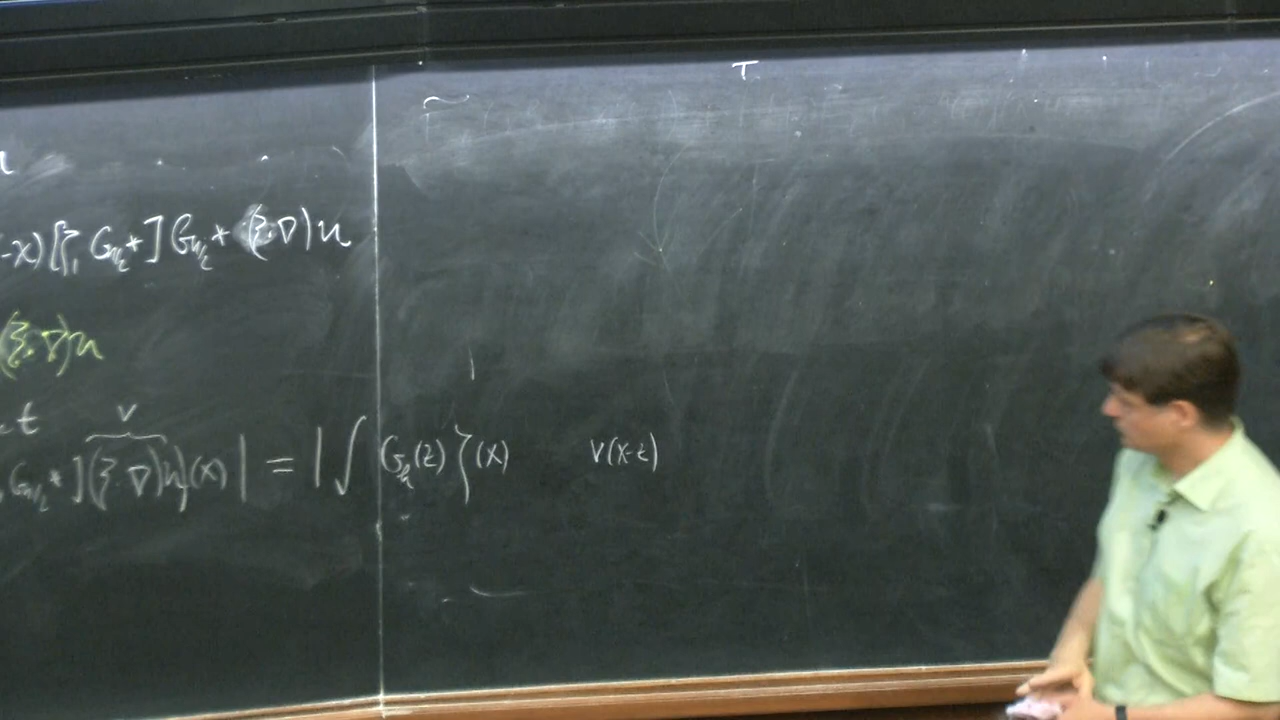 T
-x)[ξ, G_{η/2}*]G_{η/2}*(ξ·∇)u
(ξ·∇)u
t v
G_{η/2}*](ξ·∇)u}(x)| = |∫ G_{η/2}(z) ξ(x) v(x-z)